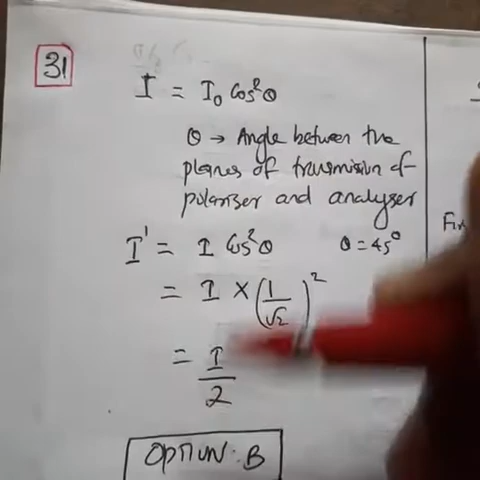 31
I = I₀ Cos²θ
θ → Angle between the
planes of transmission of
polariser and analyser
I' = I Cos²θ θ = 45°
= I × (1/√2)²
= I/2
OPTION: B